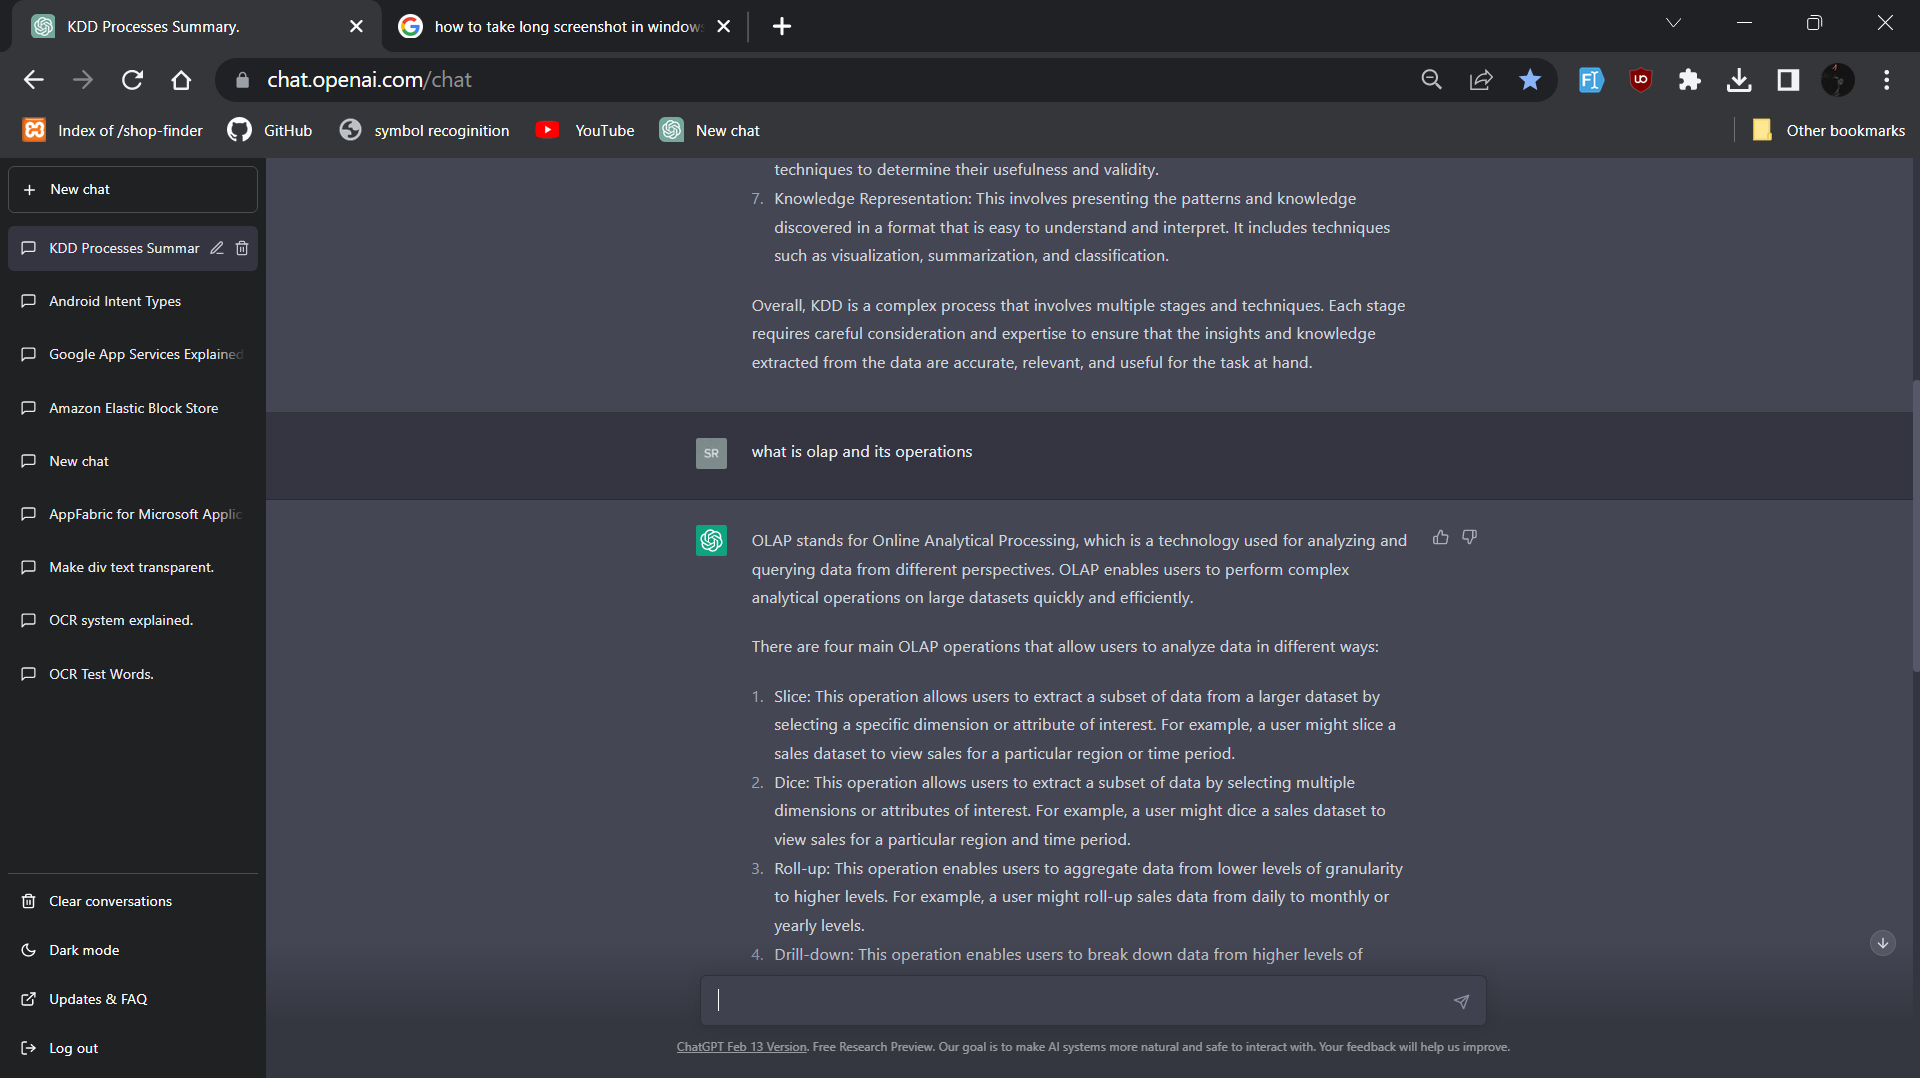 KDD Processes Summary.
how to take long screenshot in window
chat.openai.com/chat
Index of /shop-finder
GitHub
symbol recoginition
YouTube
New chat
Other bookmarks
New chat
KDD Processes Summar
Android Intent Types
Google App Services Explained
Amazon Elastic Block Store
New chat
AppFabric for Microsoft Applic
Make div text transparent.
OCR system explained.
OCR Test Words.
Clear conversations
Dark mode
Updates & FAQ
Log out
techniques to determine their usefulness and validity.
7. Knowledge Representation: This involves presenting the patterns and knowledge
discovered in a format that is easy to understand and interpret. It includes techniques
such as visualization, summarization, and classification.
Overall, KDD is a complex process that involves multiple stages and techniques. Each stage
requires careful consideration and expertise to ensure that the insights and knowledge
extracted from the data are accurate, relevant, and useful for the task at hand.
SR
what is olap and its operations
OLAP stands for Online Analytical Processing, which is a technology used for analyzing and
querying data from different perspectives. OLAP enables users to perform complex
analytical operations on large datasets quickly and efficiently.
There are four main OLAP operations that allow users to analyze data in different ways:
1. Slice: This operation allows users to extract a subset of data from a larger dataset by
selecting a specific dimension or attribute of interest. For example, a user might slice a
sales dataset to view sales for a particular region or time period.
2. Dice: This operation allows users to extract a subset of data by selecting multiple
dimensions or attributes of interest. For example, a user might dice a sales dataset to
view sales for a particular region and time period.
3. Roll-up: This operation enables users to aggregate data from lower levels of granularity
to higher levels. For example, a user might roll-up sales data from daily to monthly or
yearly levels.
4. Drill-down: This operation enables users to break down data from higher levels of
ChatGPT Feb 13 Version. Free Research Preview. Our goal is to make AI systems more natural and safe to interact with. Your feedback will help us improve.